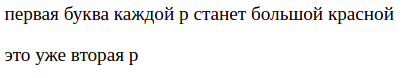 первая буква каждой p станет большой красной
это уже вторая p